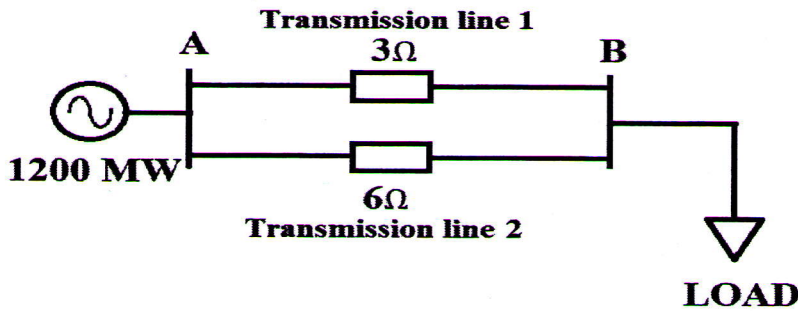 Transmission line 1
A
3Ω
B
1200 MW
6Ω
Transmission line 2
LOAD